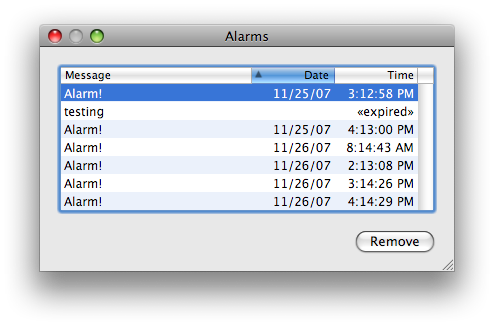 Alarms
Message Date Time
Alarm! 11/25/07 3:12:58 PM
testing «expired»
Alarm! 11/25/07 4:13:00 PM
Alarm! 11/26/07 8:14:43 AM
Alarm! 11/26/07 2:13:08 PM
Alarm! 11/26/07 3:14:26 PM
Alarm! 11/26/07 4:14:29 PM
Remove